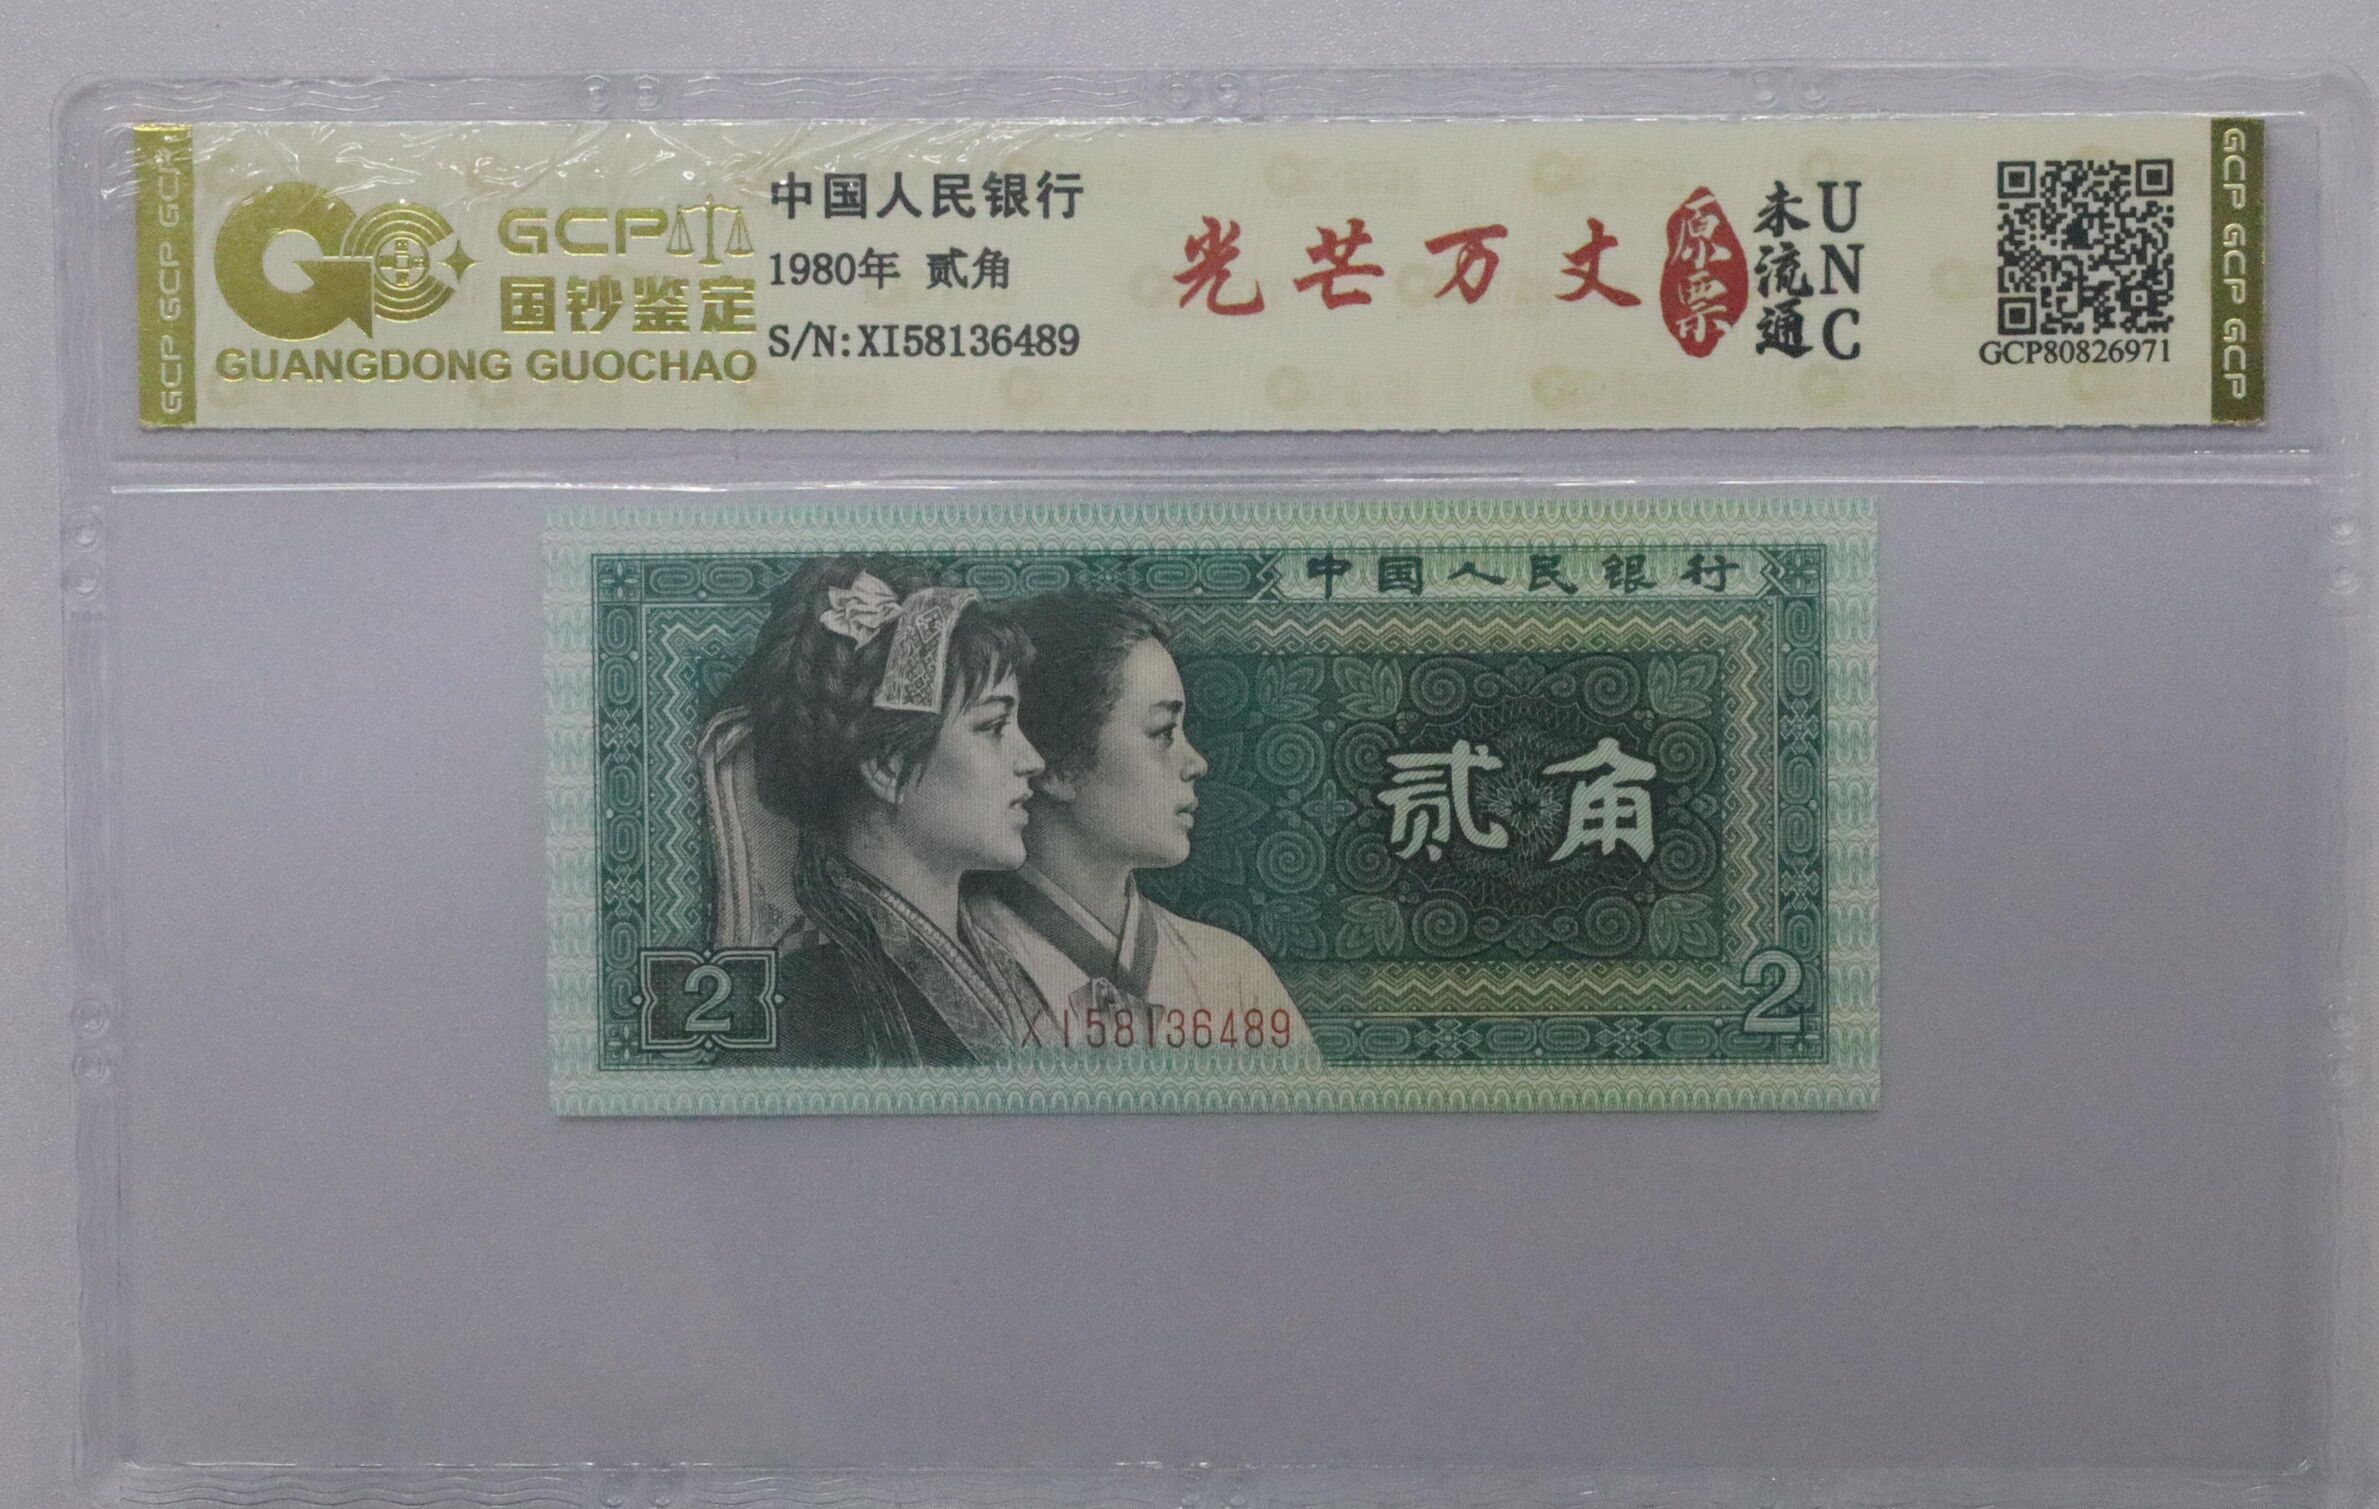 GCP GCP GCP
GCP
国钞鉴定
GUANGDONG GUOCHAO
中国人民银行
1980年 贰角
S/N:XI58136489
光芒万丈
原票
未流通
UNC
GCP80826971
GCP GCP GCP
中国人民银行
贰角
2
XI58136489
2